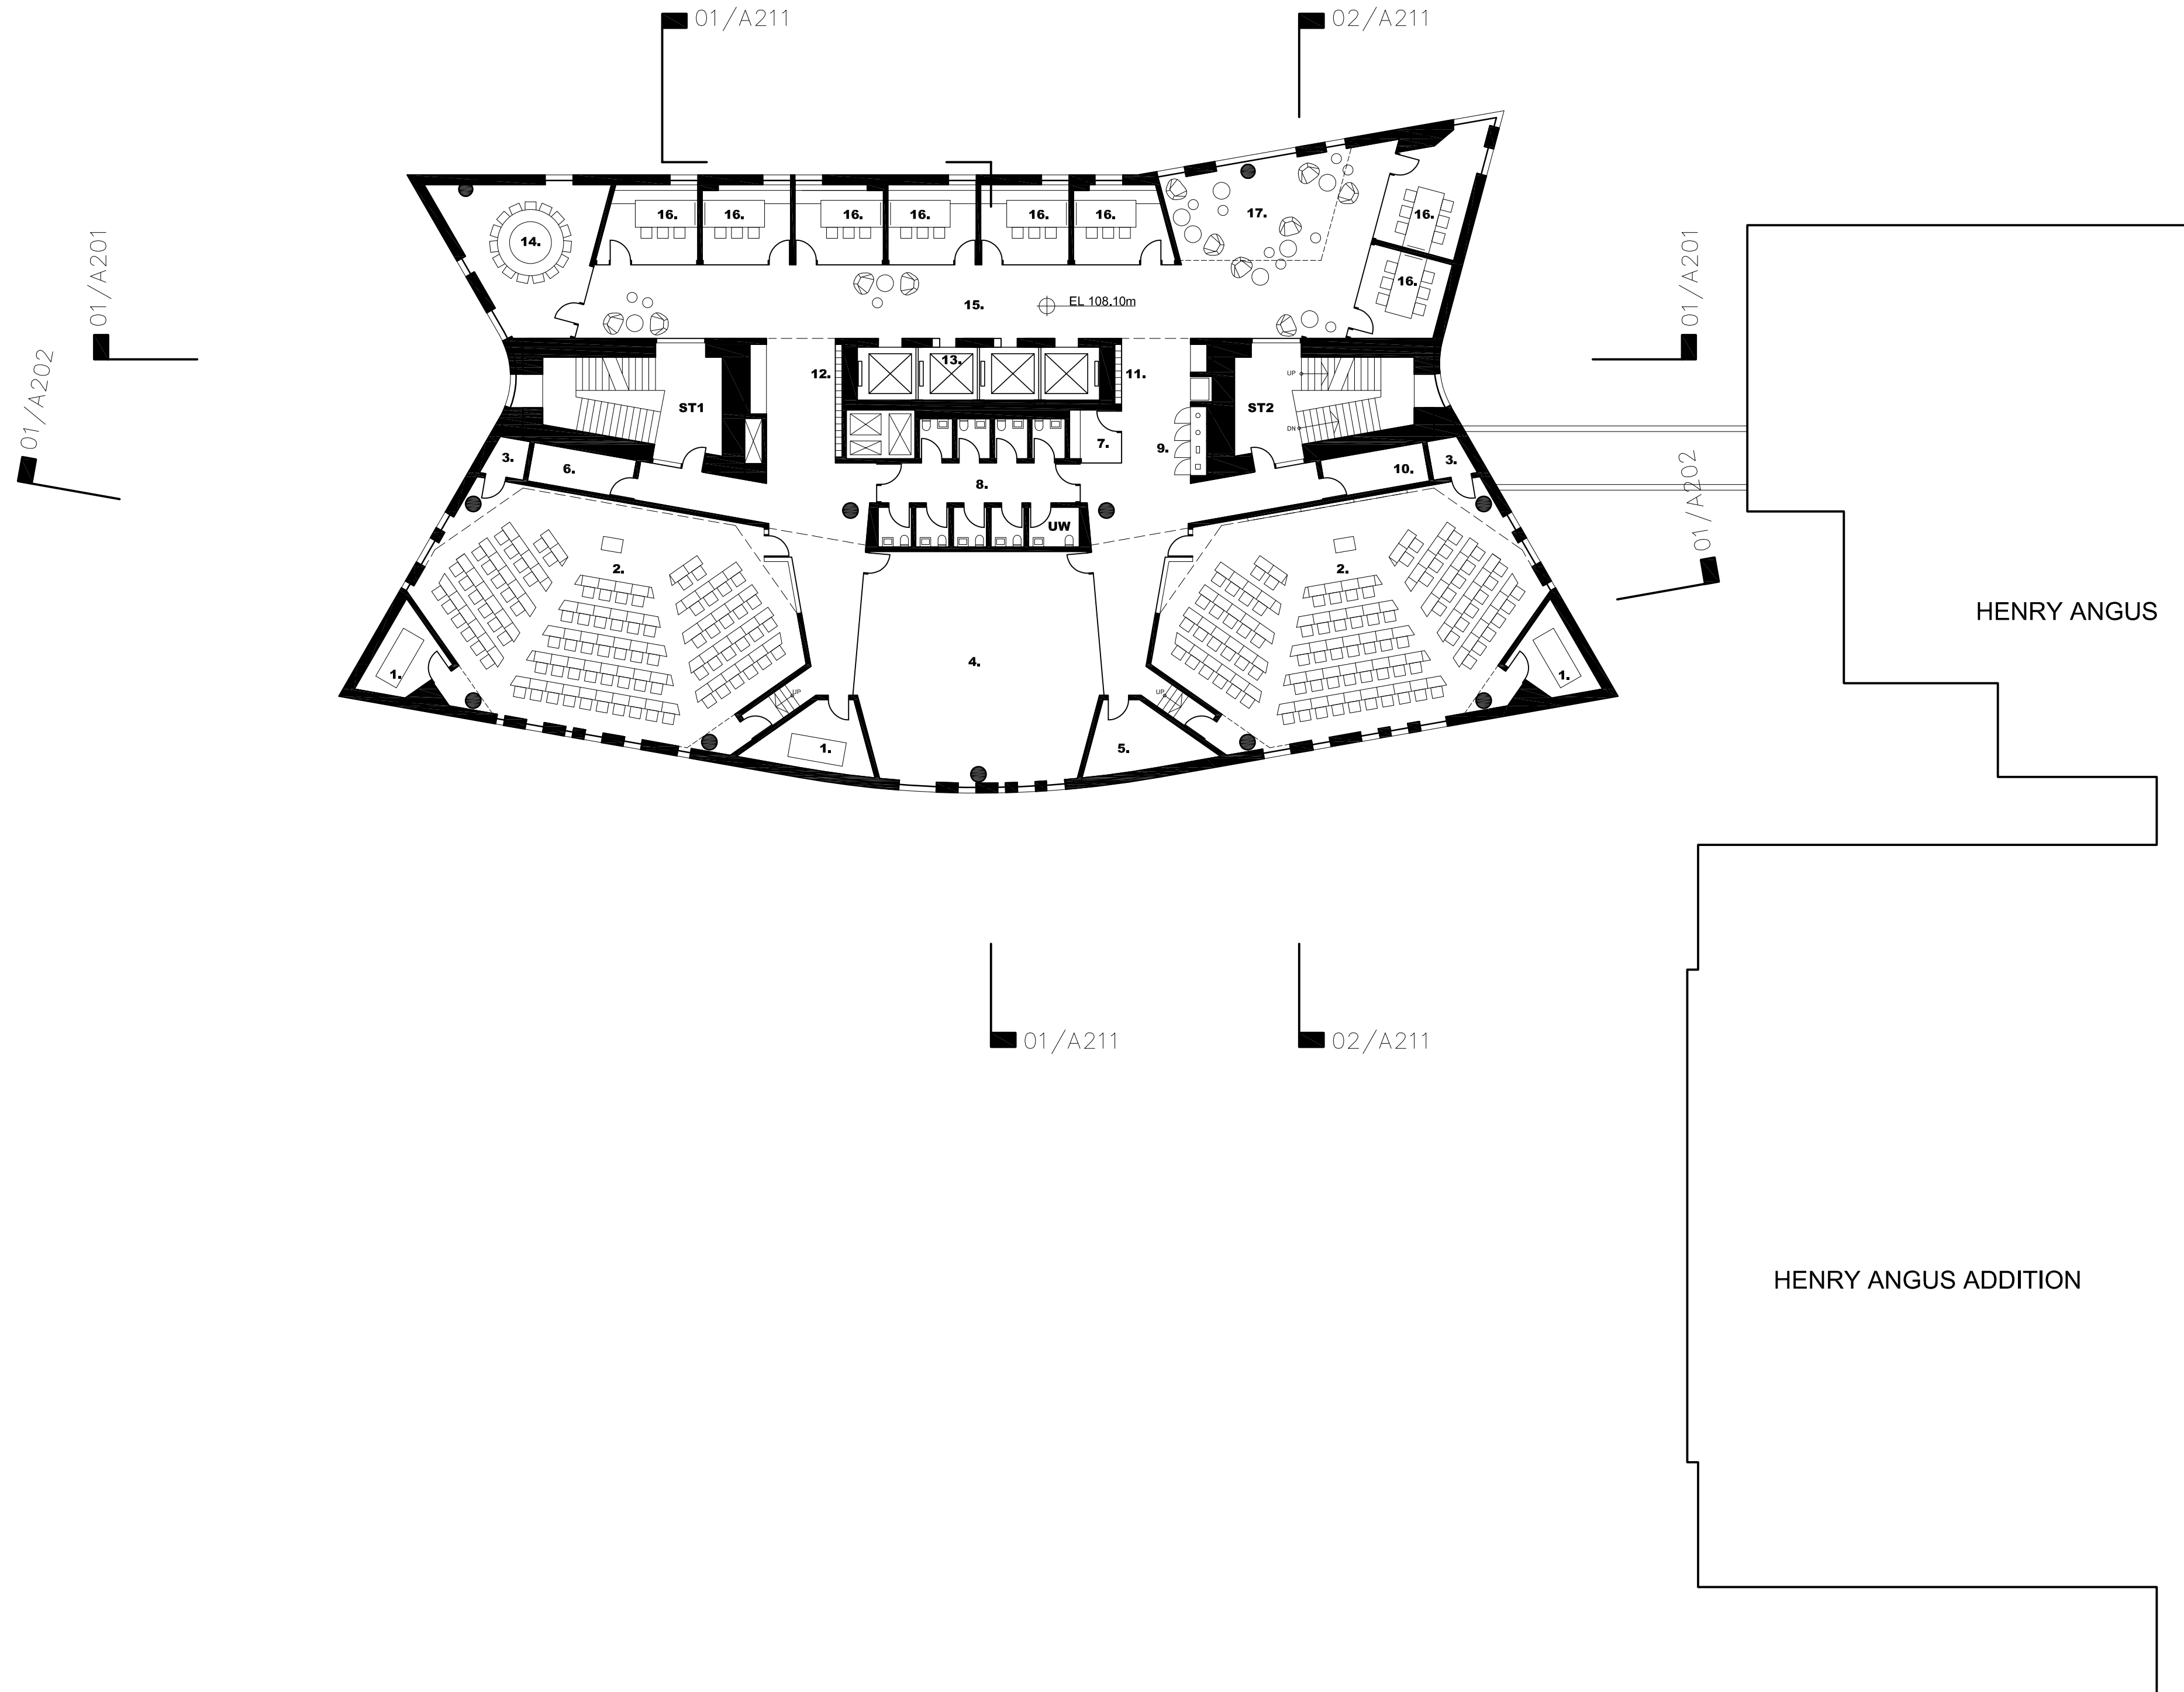 01/A211
02/A211
16.
16.
16.
16.
16.
16.
17.
16.
14.
16.
01/A201
01/A201
15.
EL 108.10m
01/A202
12.
13.
11.
UP
ST1
ST2
DN
7.
9.
3.
6.
8.
10.
3.
01/A202
UW
2.
2.
HENRY ANGUS
4.
1.
1.
UP
UP
1.
5.
01/A211
02/A211
HENRY ANGUS ADDITION